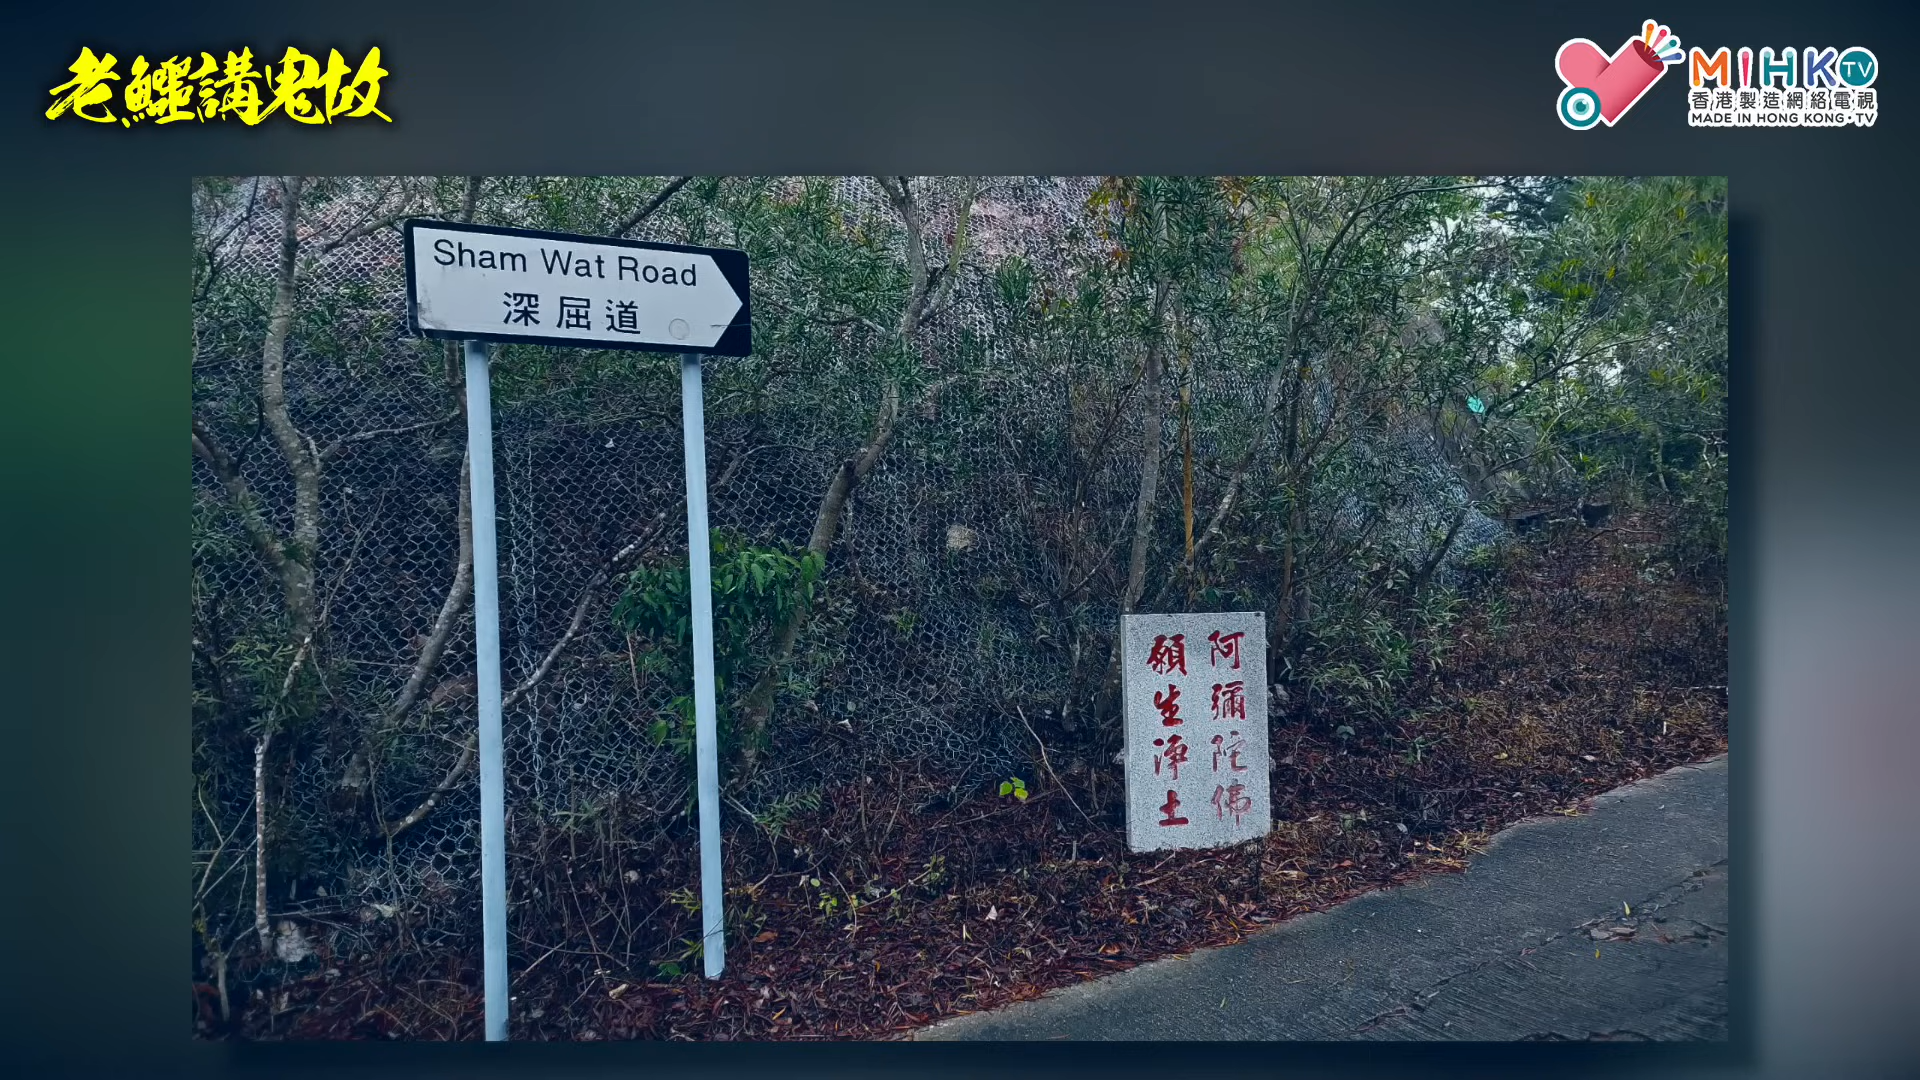 老鱷講鬼故
MIHK TV
香港製造網絡電視
MADE IN HONG KONG • TV
Sham Wat Road
深屈道
阿彌陀佛
願生淨土